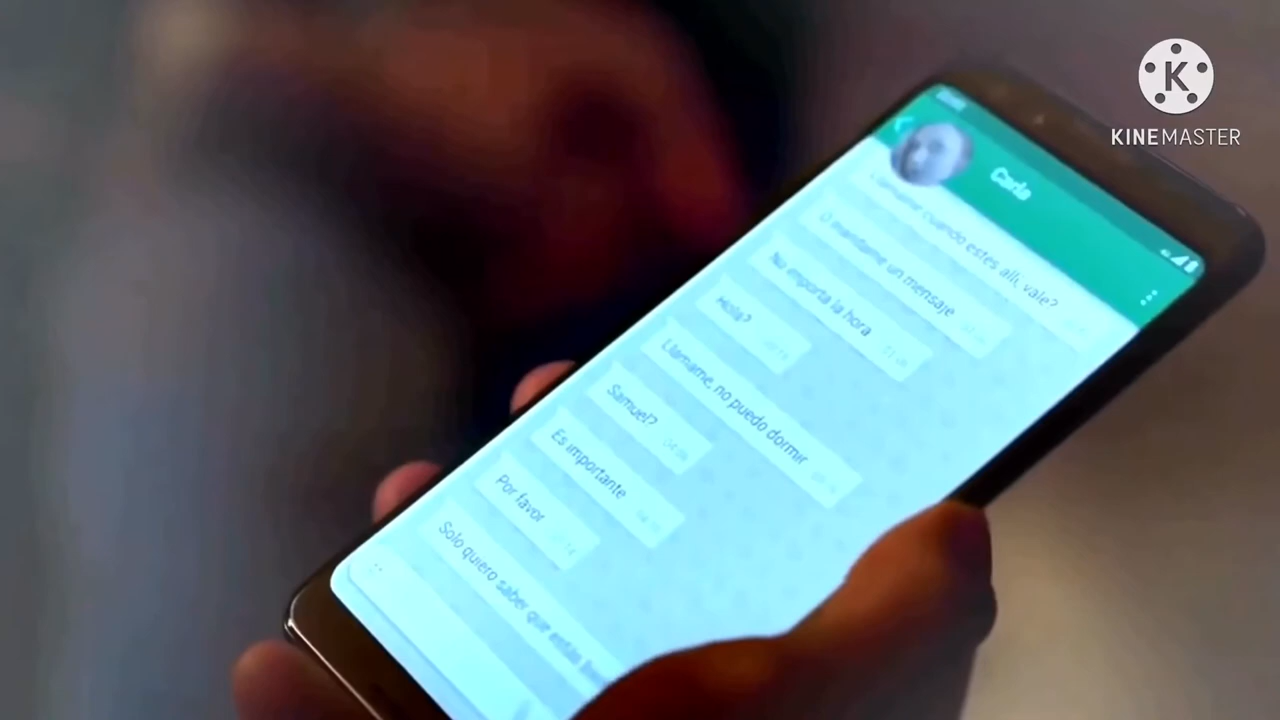 KINEMASTER
Carla
Llámame cuando estés allí, vale?
O mándame un mensaje
No importa la hora
Hola?
Llámame, no puedo dormir
Samuel?
Es importante
Por favor
Solo quiero saber que estás